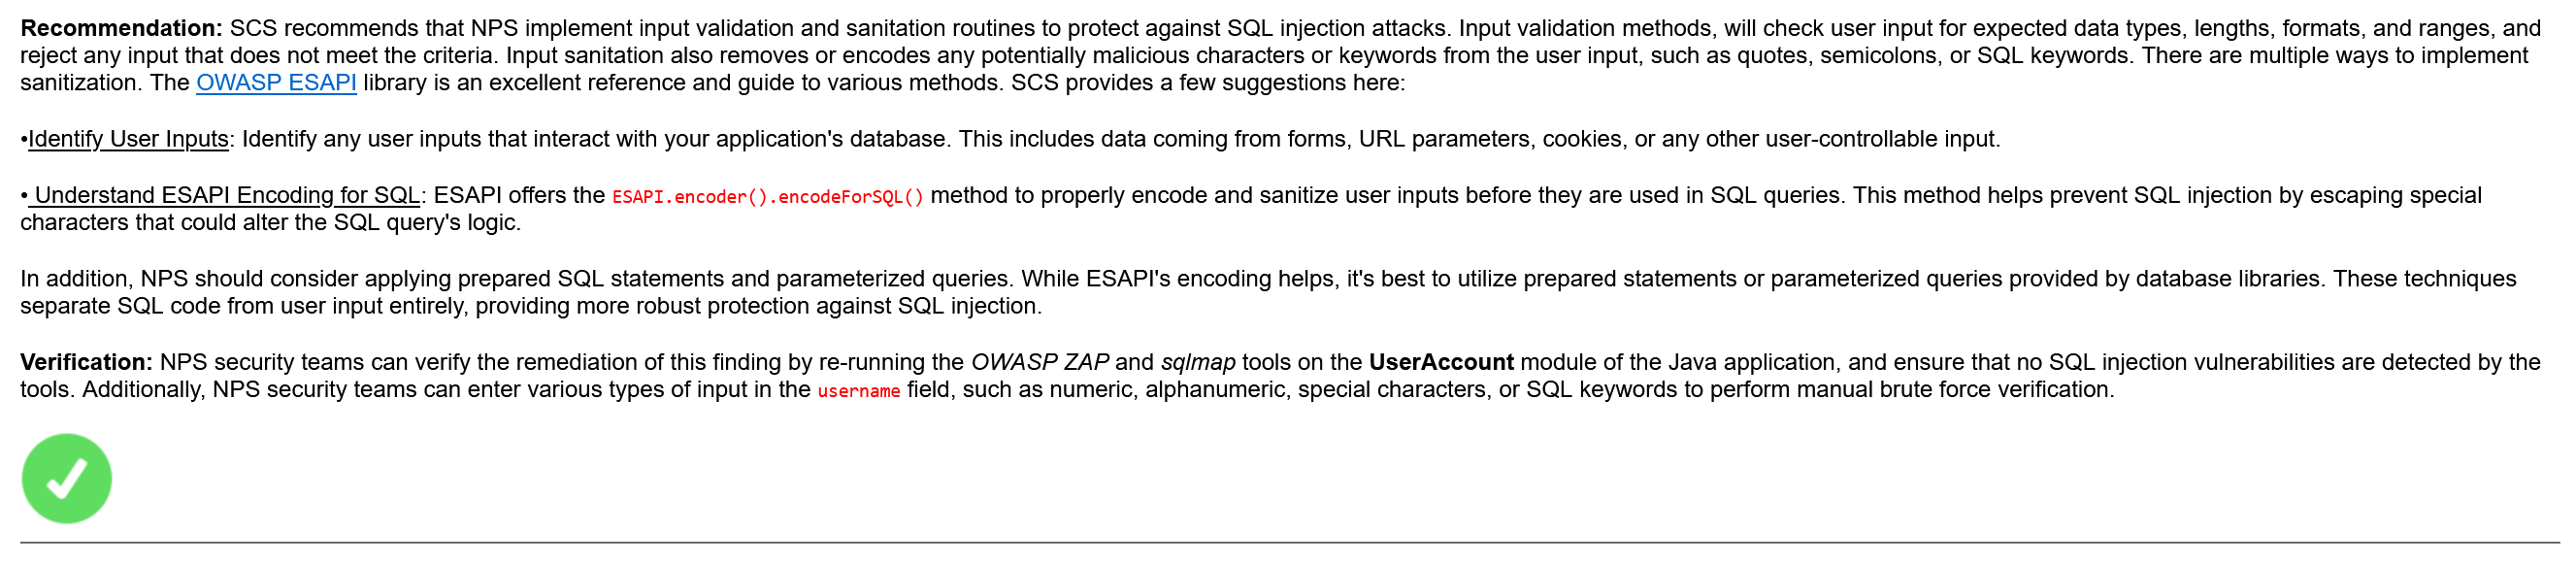 Recommendation: SCS recommends that NPS implement input validation and sanitation routines to protect against SQL injection attacks. Input validation methods, will check user input for expected data types, lengths, formats, and ranges, and
reject any input that does not meet the criteria. Input sanitation also removes or encodes any potentially malicious characters or keywords from the user input, such as quotes, semicolons, or SQL keywords. There are multiple ways to implement
sanitization. The OWASP ESAPI library is an excellent reference and guide to various methods. SCS provides a few suggestions here:
•Identify User Inputs: Identify any user inputs that interact with your application's database. This includes data coming from forms, URL parameters, cookies, or any other user-controllable input.
• Understand ESAPI Encoding for SQL: ESAPI offers the ESAPI.encoder().encodeForSQL() method to properly encode and sanitize user inputs before they are used in SQL queries. This method helps prevent SQL injection by escaping special
characters that could alter the SQL query's logic.
In addition, NPS should consider applying prepared SQL statements and parameterized queries. While ESAPI's encoding helps, it's best to utilize prepared statements or parameterized queries provided by database libraries. These techniques
separate SQL code from user input entirely, providing more robust protection against SQL injection.
Verification: NPS security teams can verify the remediation of this finding by re-running the OWASP ZAP and sqlmap tools on the UserAccount module of the Java application, and ensure that no SQL injection vulnerabilities are detected by the
tools. Additionally, NPS security teams can enter various types of input in the username field, such as numeric, alphanumeric, special characters, or SQL keywords to perform manual brute force verification.